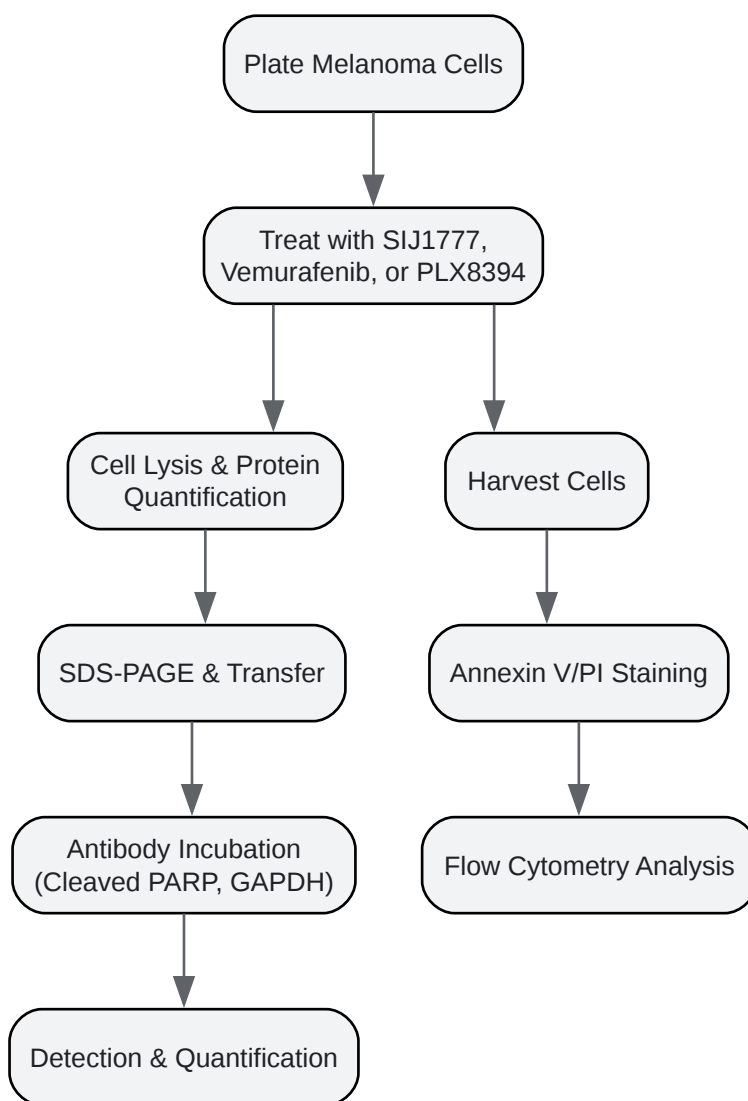 Plate Melanoma Cells
Treat with SIJ1777,
Vemurafenib, or PLX8394
Cell Lysis & Protein
Quantification
Harvest Cells
SDS-PAGE & Transfer
Annexin V/PI Staining
Antibody Incubation
(Cleaved PARP, GAPDH)
Flow Cytometry Analysis
Detection & Quantification